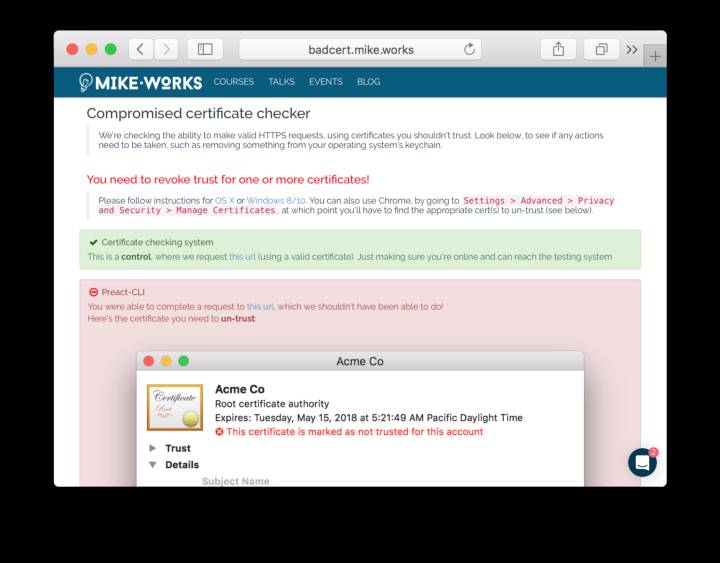 badcert.mike.works
MIKE·WORKS COURSES TALKS EVENTS BLOG
Compromised certificate checker
We're checking the ability to make valid HTTPS requests, using certificates you shouldn't trust. Look below, to see if any actions
need to be taken, such as removing something from your operating system's keychain.
You need to revoke trust for one or more certificates!
Please follow instructions for OS X or Windows 8/10. You can also use Chrome, by going to Settings > Advanced > Privacy
and Security > Manage Certificates, at which point you'll have to find the appropriate cert(s) to un-trust (see below).
Certificate checking system
This is a control, where we request this url (using a valid certificate). Just making sure you're online and can reach the testing system
Preact-CLI
You were able to complete a request to this url, which we shouldn't have been able to do!
Here's the certificate you need to un-trust:
Acme Co
Certificate
Root
Acme Co
Root certificate authority
Expires: Tuesday, May 15, 2018 at 5:21:49 AM Pacific Daylight Time
This certificate is marked as not trusted for this account
Trust
Details
Subject Name
2